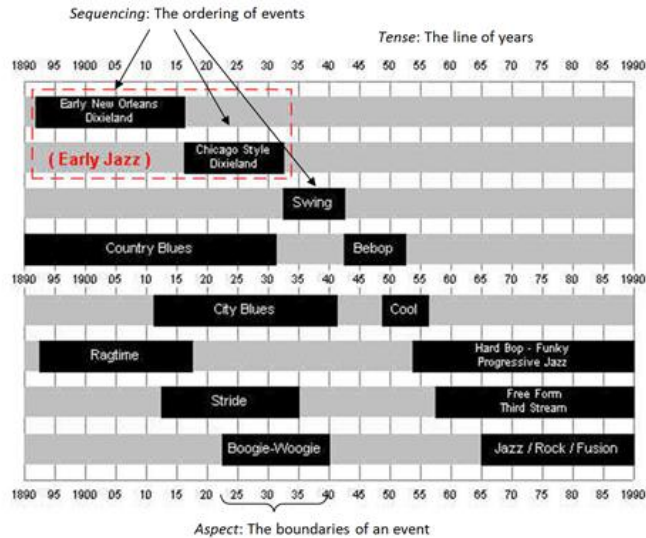 Sequencing: The ordering of events
Tense: The line of years
1890 95 1900 05 10 15 20 25 30 35 40 45 50 55 60 65 70 75 80 85 1990
Early New Orleans
Dixieland
( Early Jazz )
Chicago Style
Dixieland
Swing
Country Blues
Bebop
1890 95 1900 05 10 15 20 25 30 35 40 45 50 55 60 65 70 75 80 85 1990
City Blues
Cool
Ragtime
Hard Bop - Funky
Progressive Jazz
Stride
Free Form
Third Stream
Boogie-Woogie
Jazz / Rock / Fusion
1890 95 1900 05 10 15 20 25 30 35 40 45 50 55 60 65 70 75 80 85 1990
Aspect: The boundaries of an event